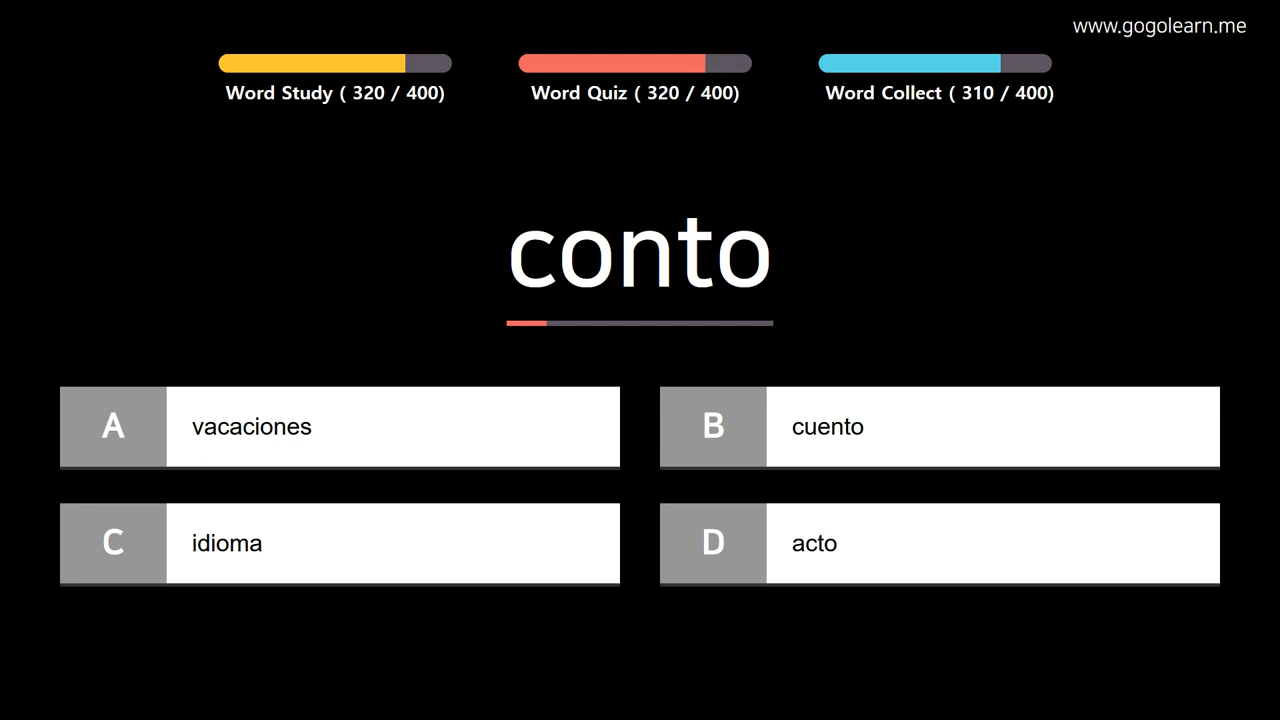 www.gogolearn.me
Word Study ( 320 / 400)
Word Quiz ( 320 / 400)
Word Collect ( 310 / 400)
conto
A vacaciones
B cuento
C idioma
D acto